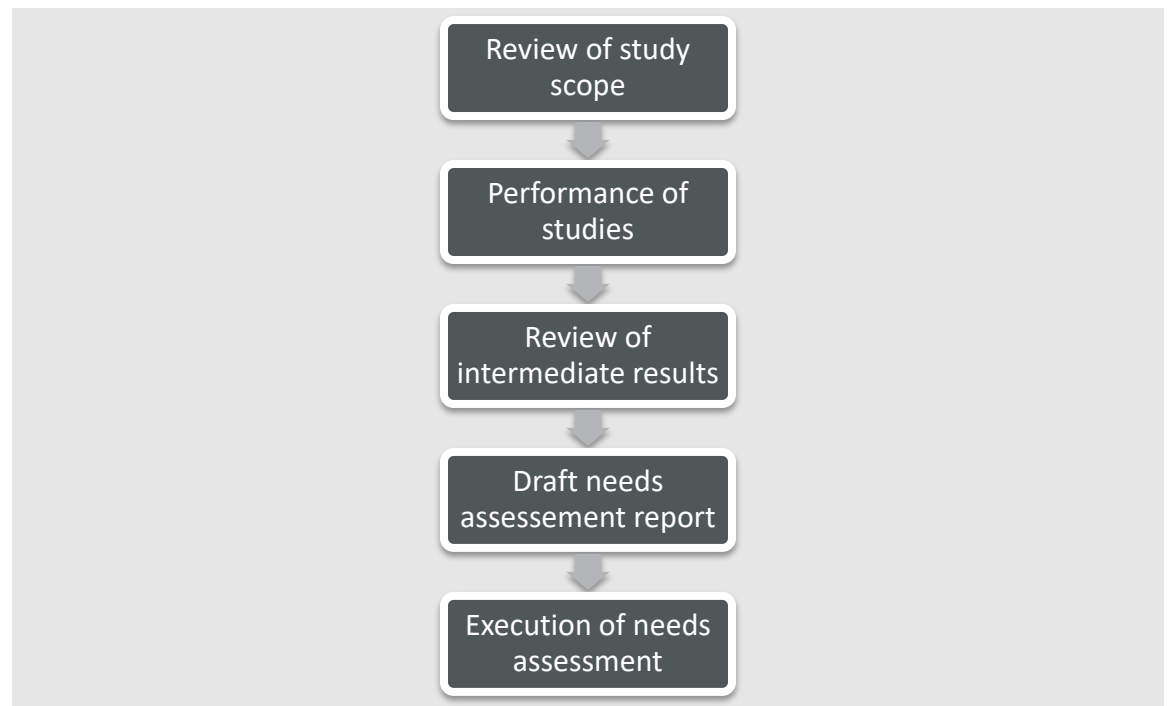 Review of study
scope
Performance of
studies
Review of
intermediate results
Draft needs
assessement report
Execution of needs
assessment